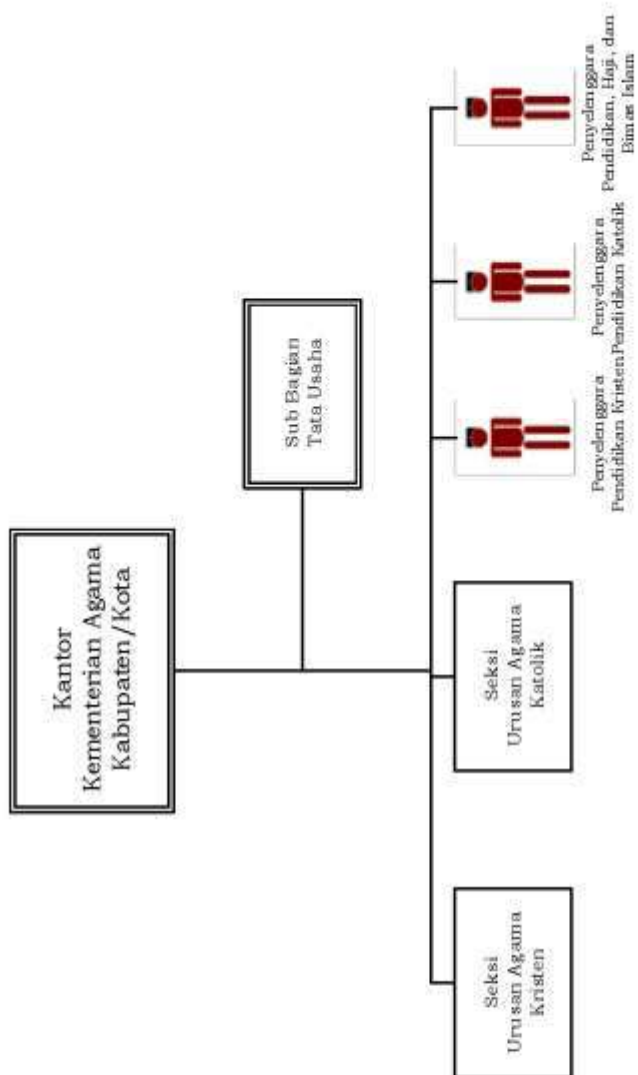 Kantor
Kementerian Agama
Kabupaten/Kota
Sub Bagian
Tata Usaha
Seksi
Urusan Agama
Kristen
Seksi
Urusan Agama
Katolik
Penyelenggara
Pendidikan Kristen
Penyelenggara
Pendidikan Katolik
Penyelenggara
Pendidikan, Haji, dan
Bimas Islam